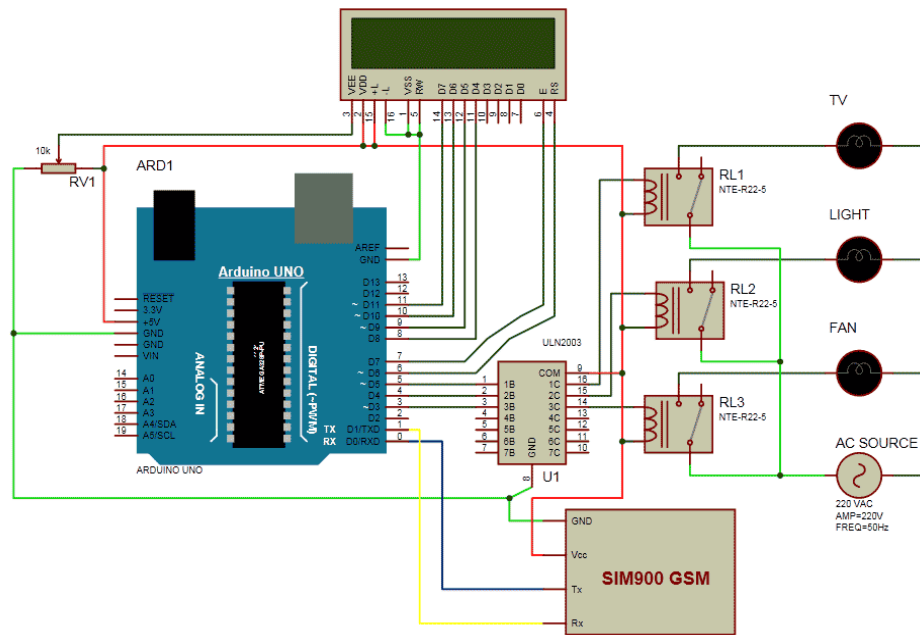 VEE VDD +L -L VSS RW D7 D6 D5 D4 D3 D2 D1 D0 E RS
3 2 15 16 1 5 14 13 12 11 10 9 8 7 6 4
10k
RV1
ARD1
TV
RL1
NTE-R22-5
LIGHT
RL2
NTE-R22-5
FAN
RL3
NTE-R22-5
AC SOURCE
220 VAC
AMP=220V
FREQ=50Hz
Arduino UNO
AREF
GND
RESET
3.3V
+5V
GND
GND
VIN
14 A0
15 A1
16 A2
17 A3
18 A4/SDA
19 A5/SCL
ANALOG IN
DIGITAL (~PWM)
D13 13
D12 12
~ D11 11
~ D10 10
~ D9 9
D8 8
D7 7
~ D6 6
~ D5 5
D4 4
~ D3 3
D2 2
TX D1/TXD 1
RX D0/RXD 0
ARDUINO UNO
ULN2003
COM 9
1 1B 1C 16
2 2B 2C 15
3 3B 3C 14
4 4B 4C 13
5 5B 5C 12
6 6B 6C 11
7 7B 7C 10
GND
8
U1
GND
Vcc
SIM900 GSM
Tx
Rx